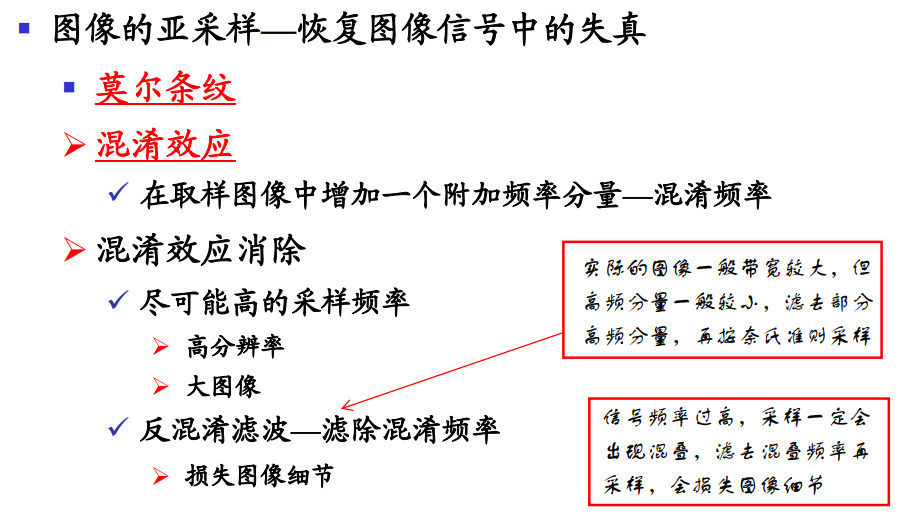 图像的亚采样—恢复图像信号中的失真
莫尔条纹
混淆效应
在取样图像中增加一个附加频率分量—混淆频率
混淆效应消除
尽可能高的采样频率
高分辨率
大图像
反混淆滤波—滤除混淆频率
损失图像细节
实际的图像一般带宽较大，但
高频分量一般较小，滤去部分
高频分量，再按奈氏准则采样
信号频率过高，采样一定会
出现混叠，滤去混叠频率再
采样，会损失图像细节